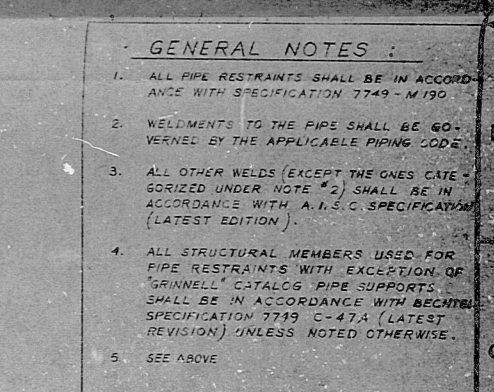 GENERAL NOTES :
1. ALL PIPE RESTRAINTS SHALL BE IN ACCORD-
ANCE WITH SPECIFICATION 7749-M190
2. WELDMENTS TO THE PIPE SHALL BE GO-
VERNED BY THE APPLICABLE PIPING CODE.
3. ALL OTHER WELDS (EXCEPT THE ONES CATE-
GORIZED UNDER NOTE #2) SHALL BE IN
ACCORDANCE WITH A.I.S.C. SPECIFICATION
(LATEST EDITION).
4. ALL STRUCTURAL MEMBERS USED FOR
PIPE RESTRAINTS WITH EXCEPTION OF
"GRINNELL" CATALOG PIPE SUPPORTS
SHALL BE IN ACCORDANCE WITH BECHTEL
SPECIFICATION 7749 C-47A (LATEST
REVISION) UNLESS NOTED OTHERWISE.
5. SEE ABOVE